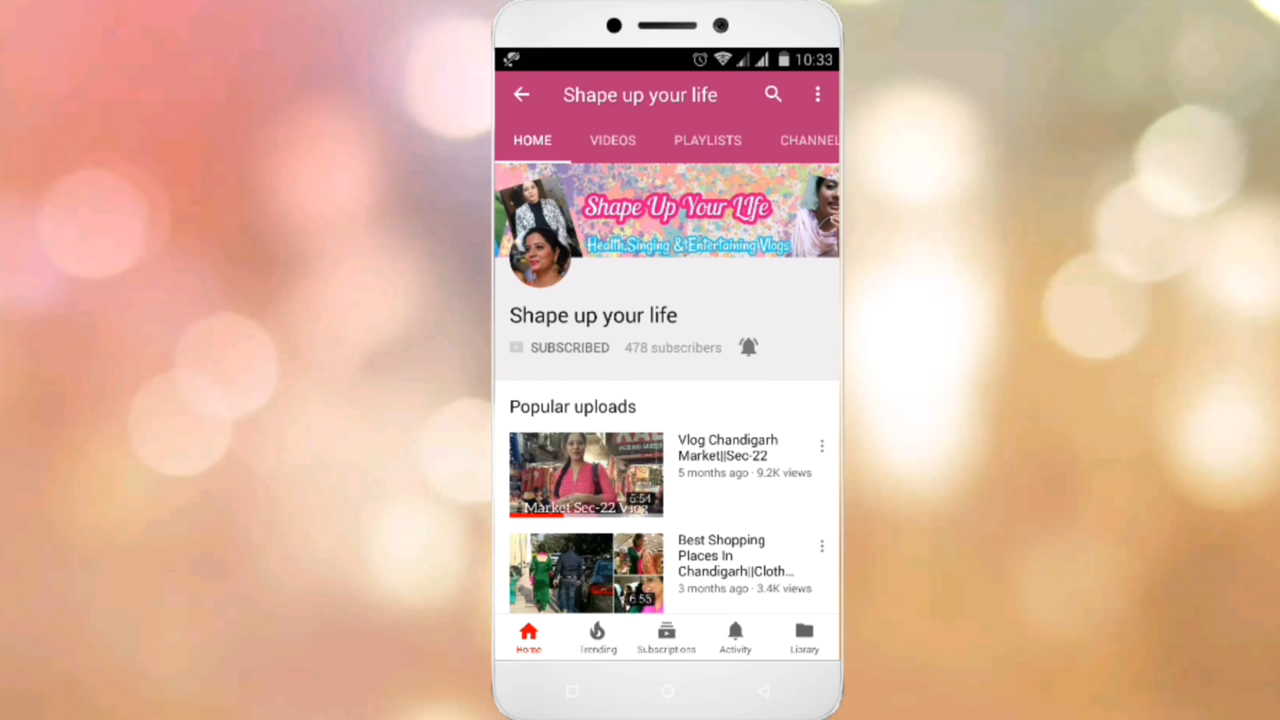 10:33
Shape up your life
HOME VIDEOS PLAYLISTS CHANNEL
Shape Up Your LIfe
Health,Singing & Entertaining Vlogs
Shape up your life
SUBSCRIBED 478 subscribers
Popular uploads
Vlog Chandigarh
Market||Sec-22
5 months ago · 9.2K views
6:54
Market Sec-22 Vlog
Best Shopping
Places In
Chandigarh||Cloth...
3 months ago · 3.4K views
6:55
Home Trending Subscriptions Activity Library